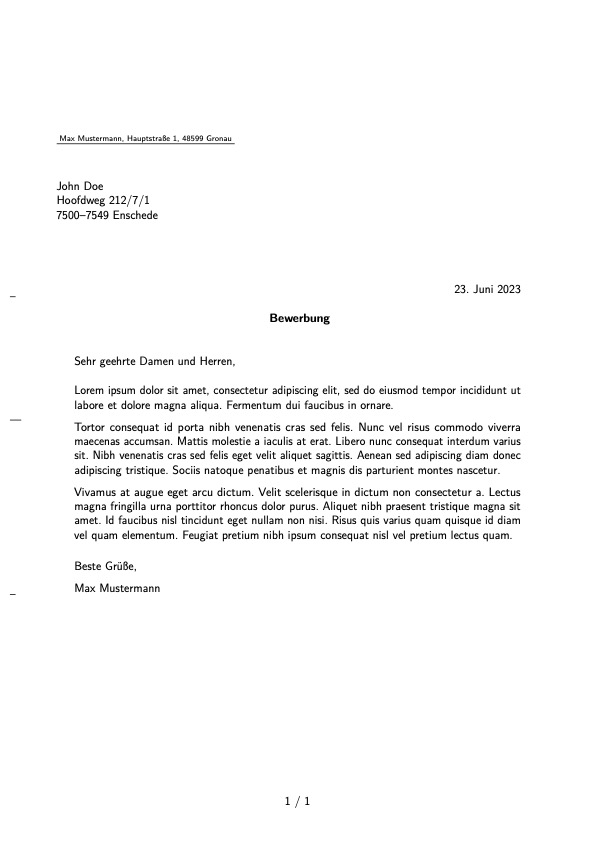 Max Mustermann, Hauptstraße 1, 48599 Gronau
John Doe
Hoofdweg 212/7/1
7500–7549 Enschede
23. Juni 2023
Bewerbung
Sehr geehrte Damen und Herren,
Lorem ipsum dolor sit amet, consectetur adipiscing elit, sed do eiusmod tempor incididunt ut
labore et dolore magna aliqua. Fermentum dui faucibus in ornare.
Tortor consequat id porta nibh venenatis cras sed felis. Nunc vel risus commodo viverra
maecenas accumsan. Mattis molestie a iaculis at erat. Libero nunc consequat interdum varius
sit. Nibh venenatis cras sed felis eget velit aliquet sagittis. Aenean sed adipiscing diam donec
adipiscing tristique. Sociis natoque penatibus et magnis dis parturient montes nascetur.
Vivamus at augue eget arcu dictum. Velit scelerisque in dictum non consectetur a. Lectus
magna fringilla urna porttitor rhoncus dolor purus. Aliquet nibh praesent tristique magna sit
amet. Id faucibus nisl tincidunt eget nullam non nisi. Risus quis varius quam quisque id diam
vel quam elementum. Feugiat pretium nibh ipsum consequat nisl vel pretium lectus quam.
Beste Grüße,
Max Mustermann
1 / 1